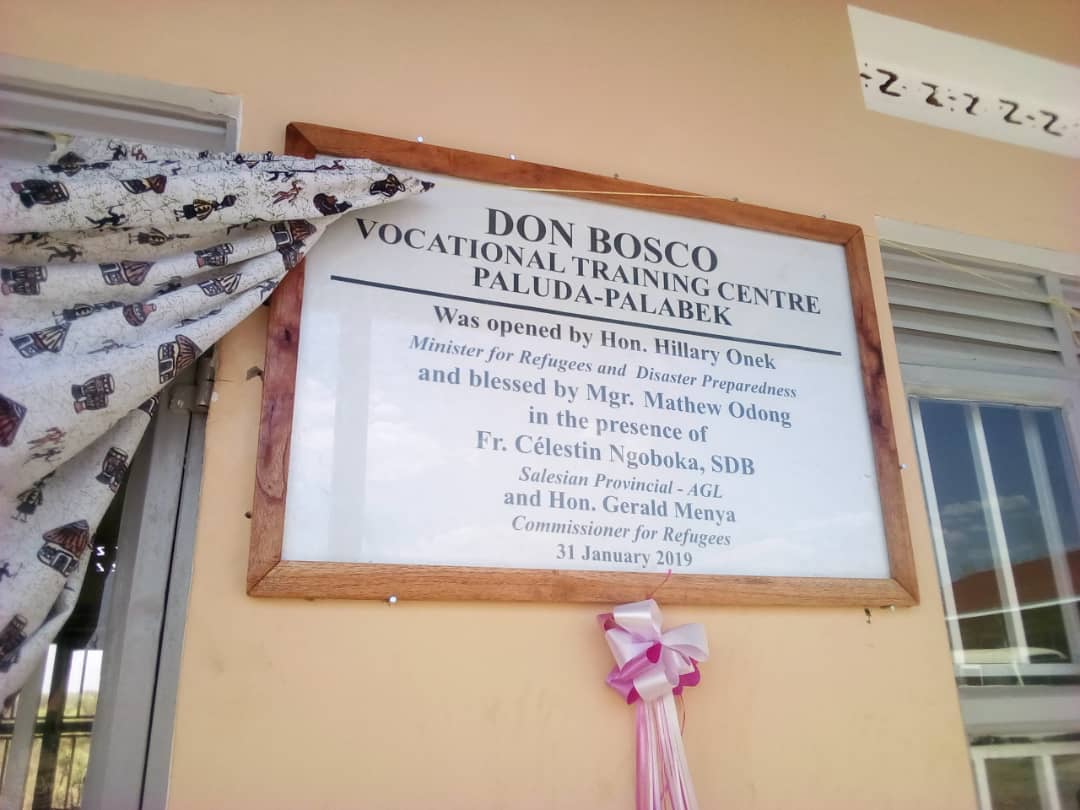 DON BOSCO
VOCATIONAL TRAINING CENTRE
PALUDA-PALABEK
Was opened by Hon. Hillary Onek
Minister for Refugees and Disaster Preparedness
and blessed by Mgr. Mathew Odong
in the presence of
Fr. Célestin Ngoboka, SDB
Salesian Provincial - AGL
and Hon. Gerald Menya
Commissioner for Refugees
31 January 2019